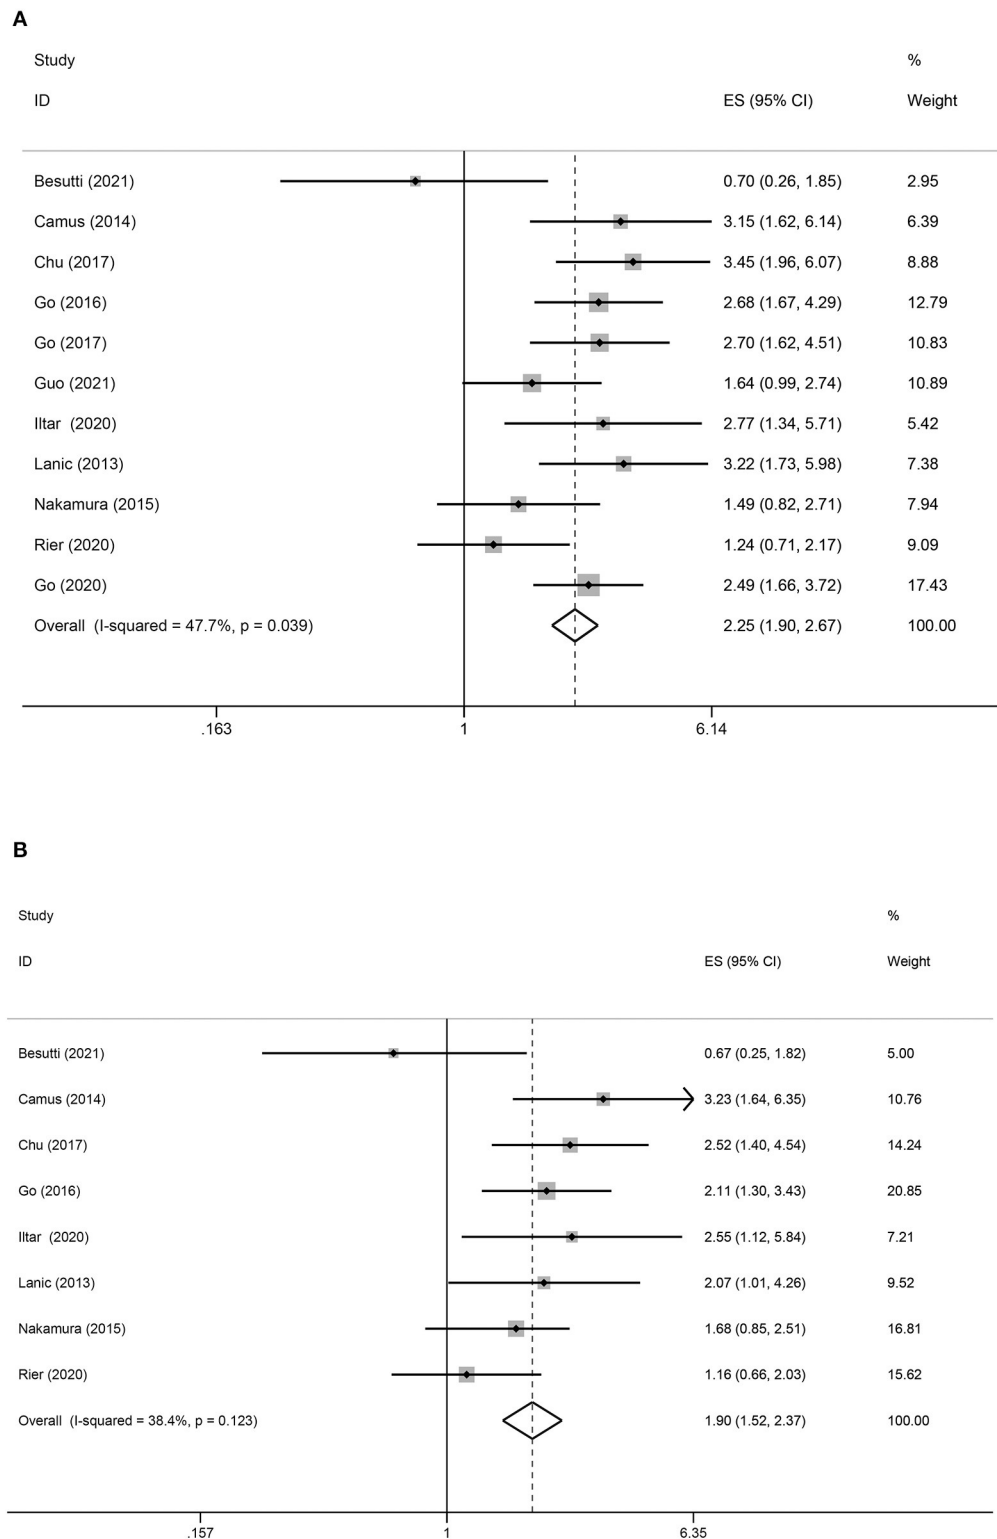 A
Study %
ID ES (95% CI) Weight
Besutti (2021) 0.70 (0.26, 1.85) 2.95
Camus (2014) 3.15 (1.62, 6.14) 6.39
Chu (2017) 3.45 (1.96, 6.07) 8.88
Go (2016) 2.68 (1.67, 4.29) 12.79
Go (2017) 2.70 (1.62, 4.51) 10.83
Guo (2021) 1.64 (0.99, 2.74) 10.89
Iltar (2020) 2.77 (1.34, 5.71) 5.42
Lanic (2013) 3.22 (1.73, 5.98) 7.38
Nakamura (2015) 1.49 (0.82, 2.71) 7.94
Rier (2020) 1.24 (0.71, 2.17) 9.09
Go (2020) 2.49 (1.66, 3.72) 17.43
Overall (I-squared = 47.7%, p = 0.039) 2.25 (1.90, 2.67) 100.00
.163 1 6.14
B
Study %
ID ES (95% CI) Weight
Besutti (2021) 0.67 (0.25, 1.82) 5.00
Camus (2014) 3.23 (1.64, 6.35) 10.76
Chu (2017) 2.52 (1.40, 4.54) 14.24
Go (2016) 2.11 (1.30, 3.43) 20.85
Iltar (2020) 2.55 (1.12, 5.84) 7.21
Lanic (2013) 2.07 (1.01, 4.26) 9.52
Nakamura (2015) 1.68 (0.85, 2.51) 16.81
Rier (2020) 1.16 (0.66, 2.03) 15.62
Overall (I-squared = 38.4%, p = 0.123) 1.90 (1.52, 2.37) 100.00
.157 1 6.35